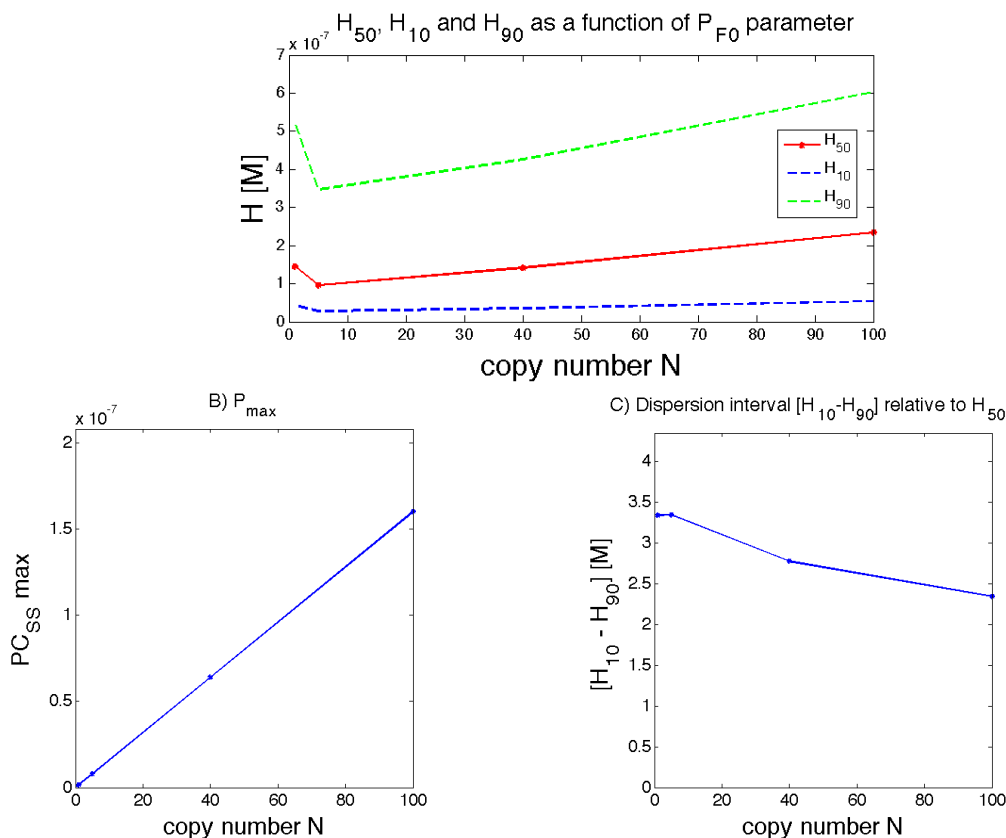 H50, H10 and H90 as a function of PF0 parameter
x 10^-7
7
6
5
4
3
2
1
0
H [M]
H50
H10
H90
0 10 20 30 40 50 60 70 80 90 100
copy number N
B) Pmax
x 10^-7
2
1.5
1
0.5
0
PCSS max
0 20 40 60 80 100
copy number N
C) Dispersion interval [H10-H90] relative to H50
4
3.5
3
2.5
2
1.5
1
0.5
0
[H10 - H90] [M]
0 20 40 60 80 100
copy number N